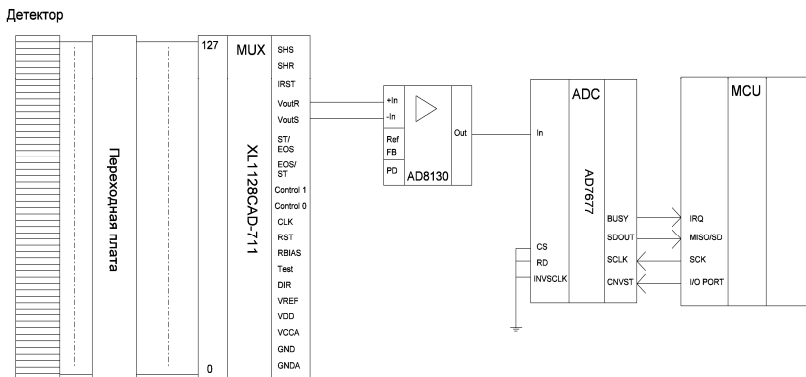 Детектор
Переходная плата
127
0
MUX
XL1128CAD-711
SHS
SHR
IRST
VoutR
VoutS
ST/
EOS
EOS/
ST
Control 1
Control 0
CLK
RST
RBIAS
Test
DIR
VREF
VDD
VCCA
GND
GNDA
+In
-In
Ref
FB
PD
Out
AD8130
ADC
In
AD7677
CS
RD
INVSCLK
BUSY
SDOUT
SCLK
CNVST
MCU
IRQ
MISO/SD
SCK
I/O PORT